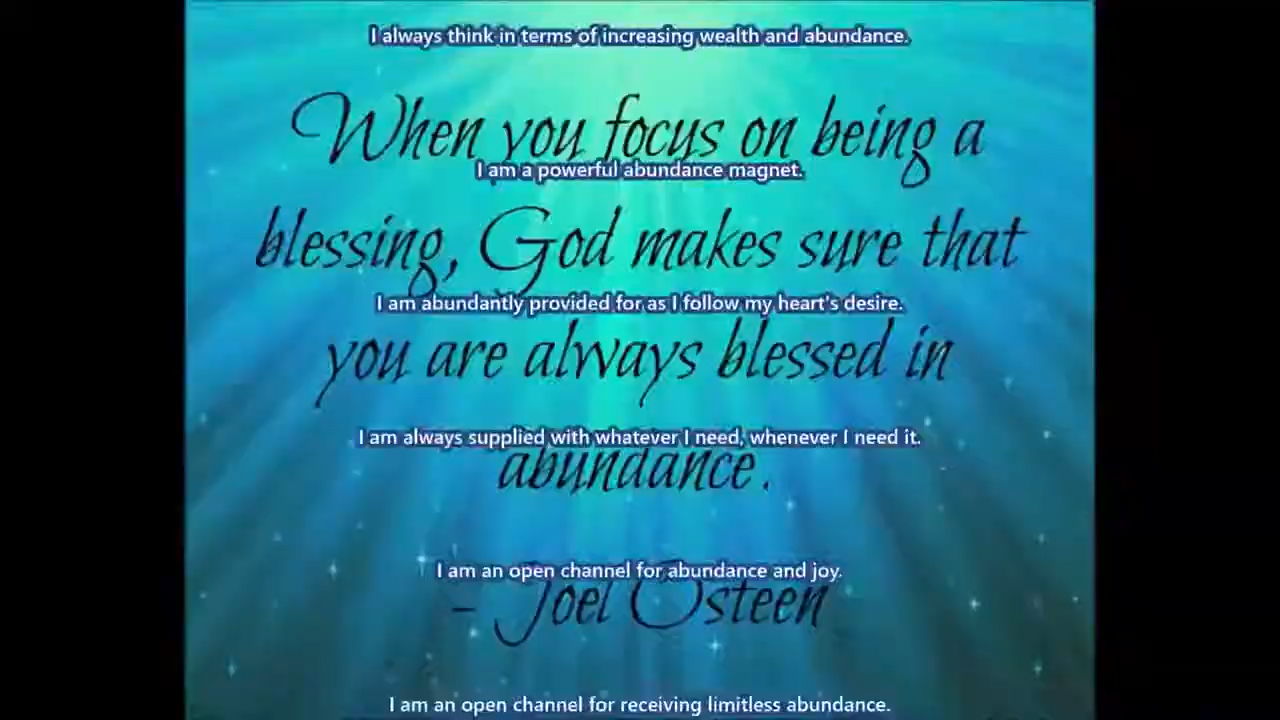 I always think in terms of increasing wealth and abundance.
When you focus on being a
I am a powerful abundance magnet.
blessing, God makes sure that
I am abundantly provided for as I follow my heart's desire.
you are always blessed in
I am always supplied with whatever I need, whenever I need it.
abundance.
I am an open channel for abundance and joy.
- Joel Osteen
I am an open channel for receiving limitless abundance.